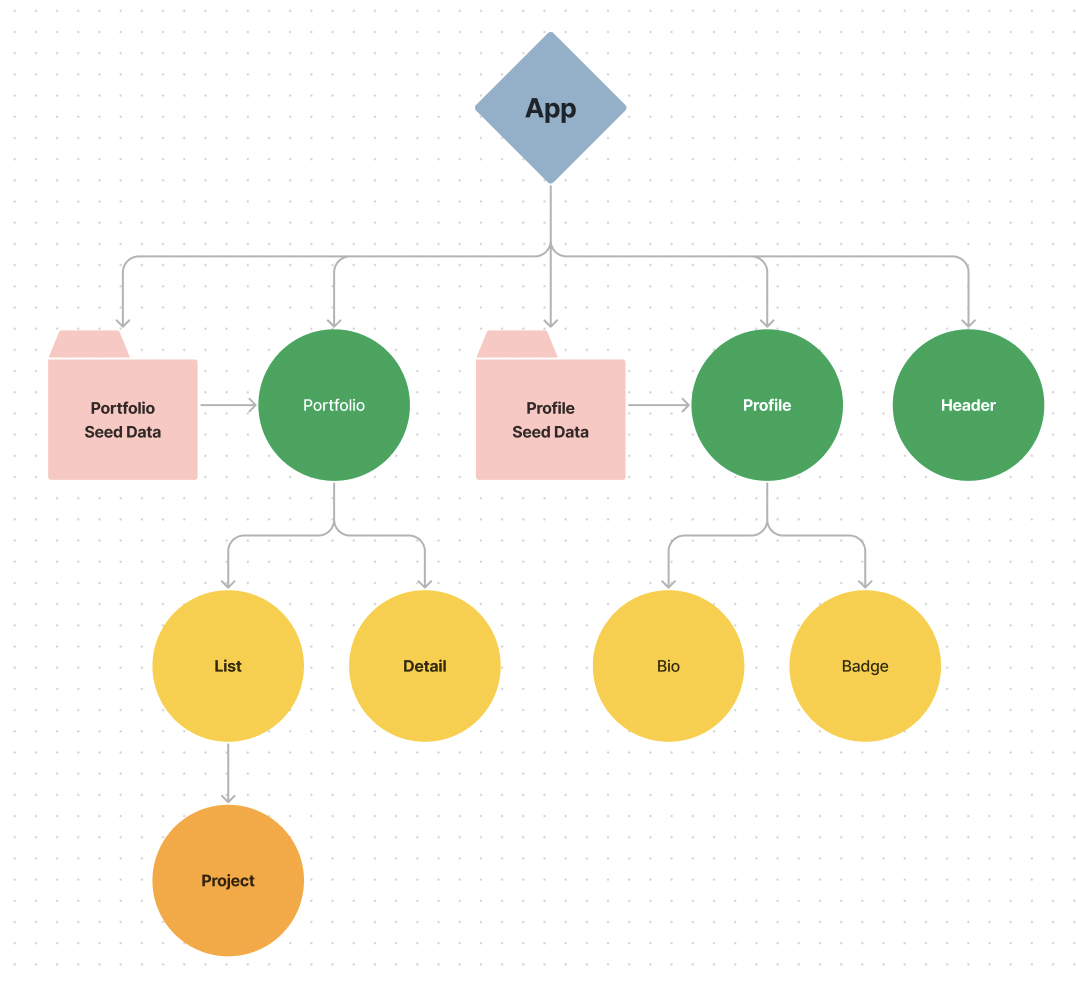 App
Portfolio
Seed Data
Portfolio
Profile
Seed Data
Profile
Header
List
Detail
Bio
Badge
Project